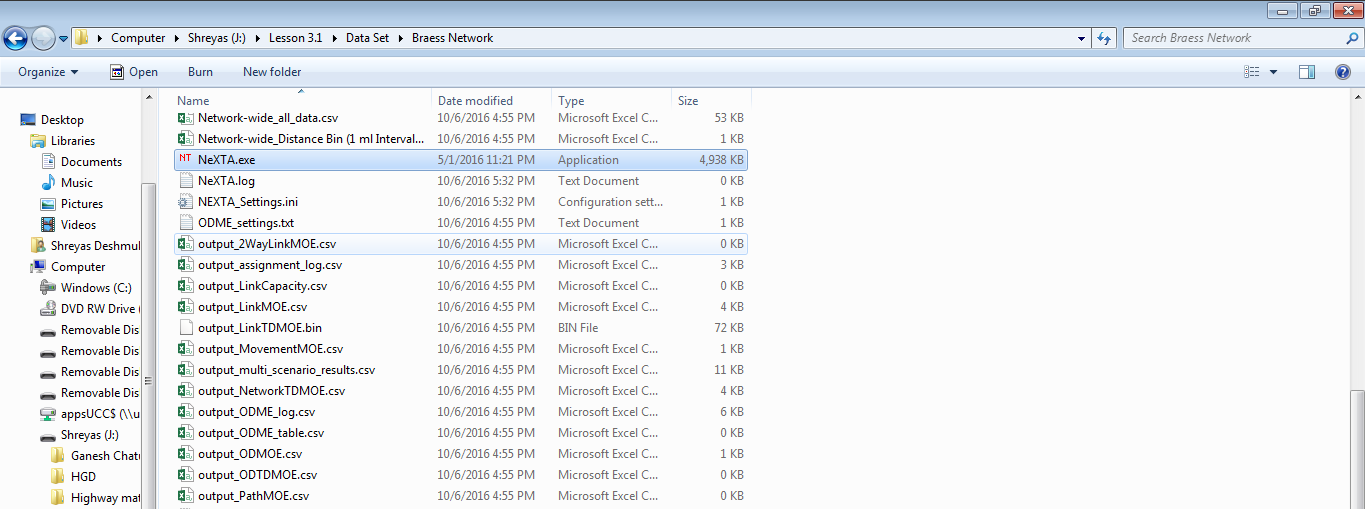 Computer Shreyas (J:) Lesson 3.1 Data Set Braess Network Search Braess Network
Organize Open Burn New folder
Desktop
Libraries
Documents
Music
Pictures
Videos
Shreyas Deshmuk
Computer
Windows (C:)
DVD RW Drive (
Removable Dis
Removable Dis
Removable Dis
Removable Dis
appsUCC$ (\\u
Shreyas (J:)
Ganesh Chatu
HGD
Highway mat
Name Date modified Type Size
Network-wide_all_data.csv 10/6/2016 4:55 PM Microsoft Excel C... 53 KB
Network-wide_Distance Bin (1 ml Interval... 10/6/2016 4:55 PM Microsoft Excel C... 1 KB
NT NeXTA.exe 5/1/2016 11:21 PM Application 4,938 KB
NeXTA.log 10/6/2016 5:32 PM Text Document 0 KB
NEXTA_Settings.ini 10/6/2016 5:32 PM Configuration sett... 1 KB
ODME_settings.txt 10/6/2016 4:55 PM Text Document 1 KB
output_2WayLinkMOE.csv 10/6/2016 4:55 PM Microsoft Excel C... 0 KB
output_assignment_log.csv 10/6/2016 4:55 PM Microsoft Excel C... 3 KB
output_LinkCapacity.csv 10/6/2016 4:55 PM Microsoft Excel C... 0 KB
output_LinkMOE.csv 10/6/2016 4:55 PM Microsoft Excel C... 4 KB
output_LinkTDMOE.bin 10/6/2016 4:55 PM BIN File 72 KB
output_MovementMOE.csv 10/6/2016 4:55 PM Microsoft Excel C... 1 KB
output_multi_scenario_results.csv 10/6/2016 4:55 PM Microsoft Excel C... 11 KB
output_NetworkTDMOE.csv 10/6/2016 4:55 PM Microsoft Excel C... 4 KB
output_ODME_log.csv 10/6/2016 4:55 PM Microsoft Excel C... 6 KB
output_ODME_table.csv 10/6/2016 4:55 PM Microsoft Excel C... 0 KB
output_ODMOE.csv 10/6/2016 4:55 PM Microsoft Excel C... 1 KB
output_ODTDMOE.csv 10/6/2016 4:55 PM Microsoft Excel C... 0 KB
output_PathMOE.csv 10/6/2016 4:55 PM Microsoft Excel C... 0 KB